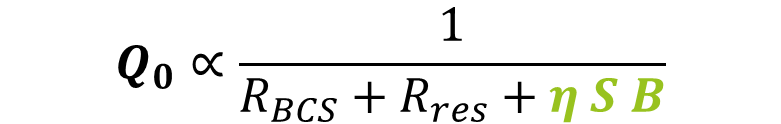 Q₀ ∝ 1 / (R_BCS + R_res + η S B)